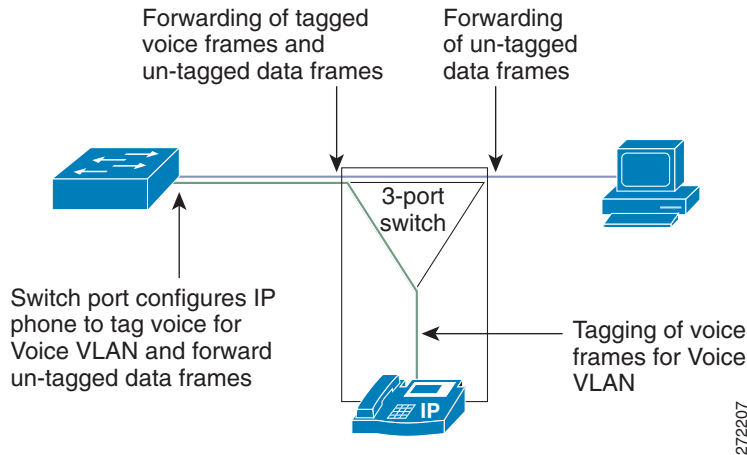 Forwarding of tagged
voice frames and
un-tagged data frames
Forwarding
of un-tagged
data frames
3-port
switch
Switch port configures IP
phone to tag voice for
Voice VLAN and forward
un-tagged data frames
Tagging of voice
frames for Voice
VLAN
IP
272207